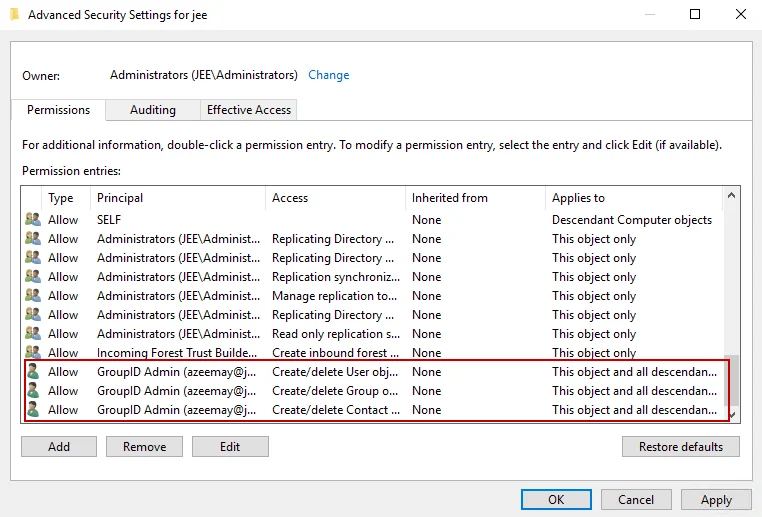 Advanced Security Settings for jee
Owner: Administrators (JEE\Administrators) Change
Permissions Auditing Effective Access
For additional information, double-click a permission entry. To modify a permission entry, select the entry and click Edit (if available).
Permission entries:
Type Principal Access Inherited from Applies to
Allow SELF None Descendant Computer objects
Allow Administrators (JEE\Administ... Replicating Directory ... None This object only
Allow Administrators (JEE\Administ... Replicating Directory ... None This object only
Allow Administrators (JEE\Administ... Replication synchroniz... None This object only
Allow Administrators (JEE\Administ... Manage replication to... None This object only
Allow Administrators (JEE\Administ... Replicating Directory ... None This object only
Allow Administrators (JEE\Administ... Read only replication s... None This object only
Allow Incoming Forest Trust Builde... Create inbound forest ... None This object only
Allow GroupID Admin (azeemay@j... Create/delete User obj... None This object and all descendan...
Allow GroupID Admin (azeemay@j... Create/delete Group o... None This object and all descendan...
Allow GroupID Admin (azeemay@j... Create/delete Contact ... None This object and all descendan...
Add Remove Edit Restore defaults
OK Cancel Apply